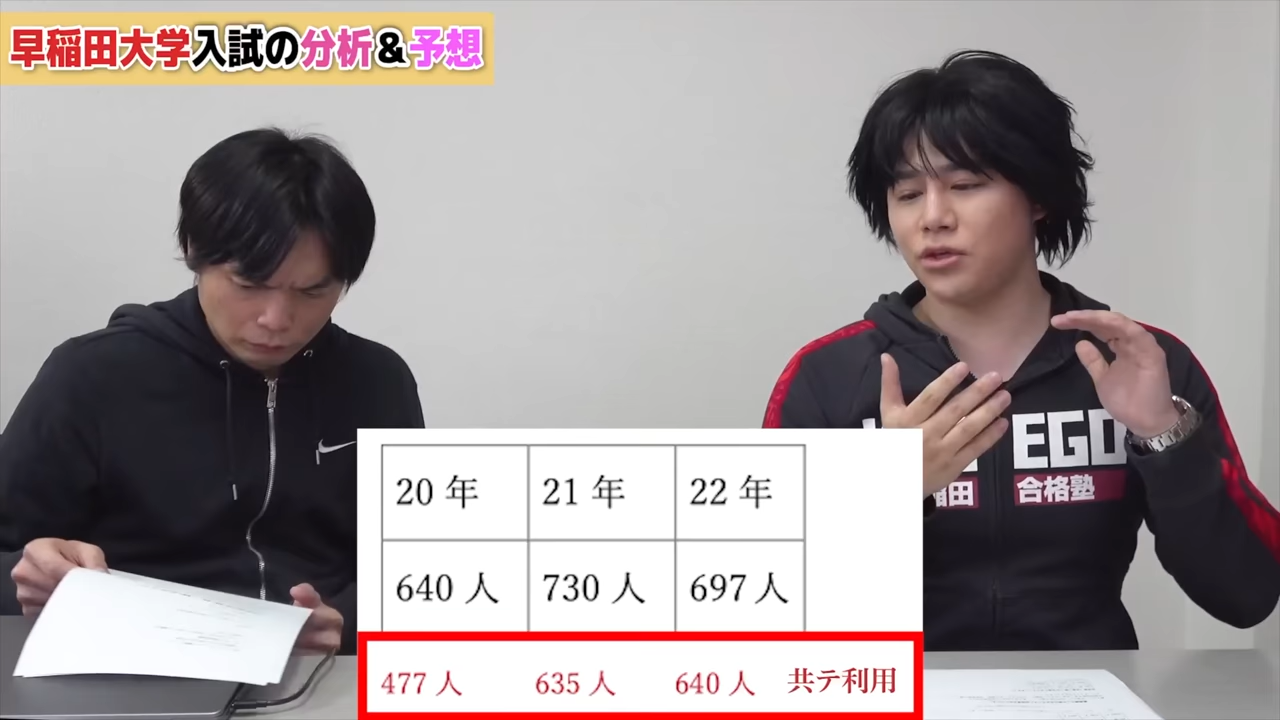 早稲田大学入試の分析&予想
EGO
稲田 合格塾
20年 21年 22年
640人 730人 697人
477人 635人 640人 共テ利用